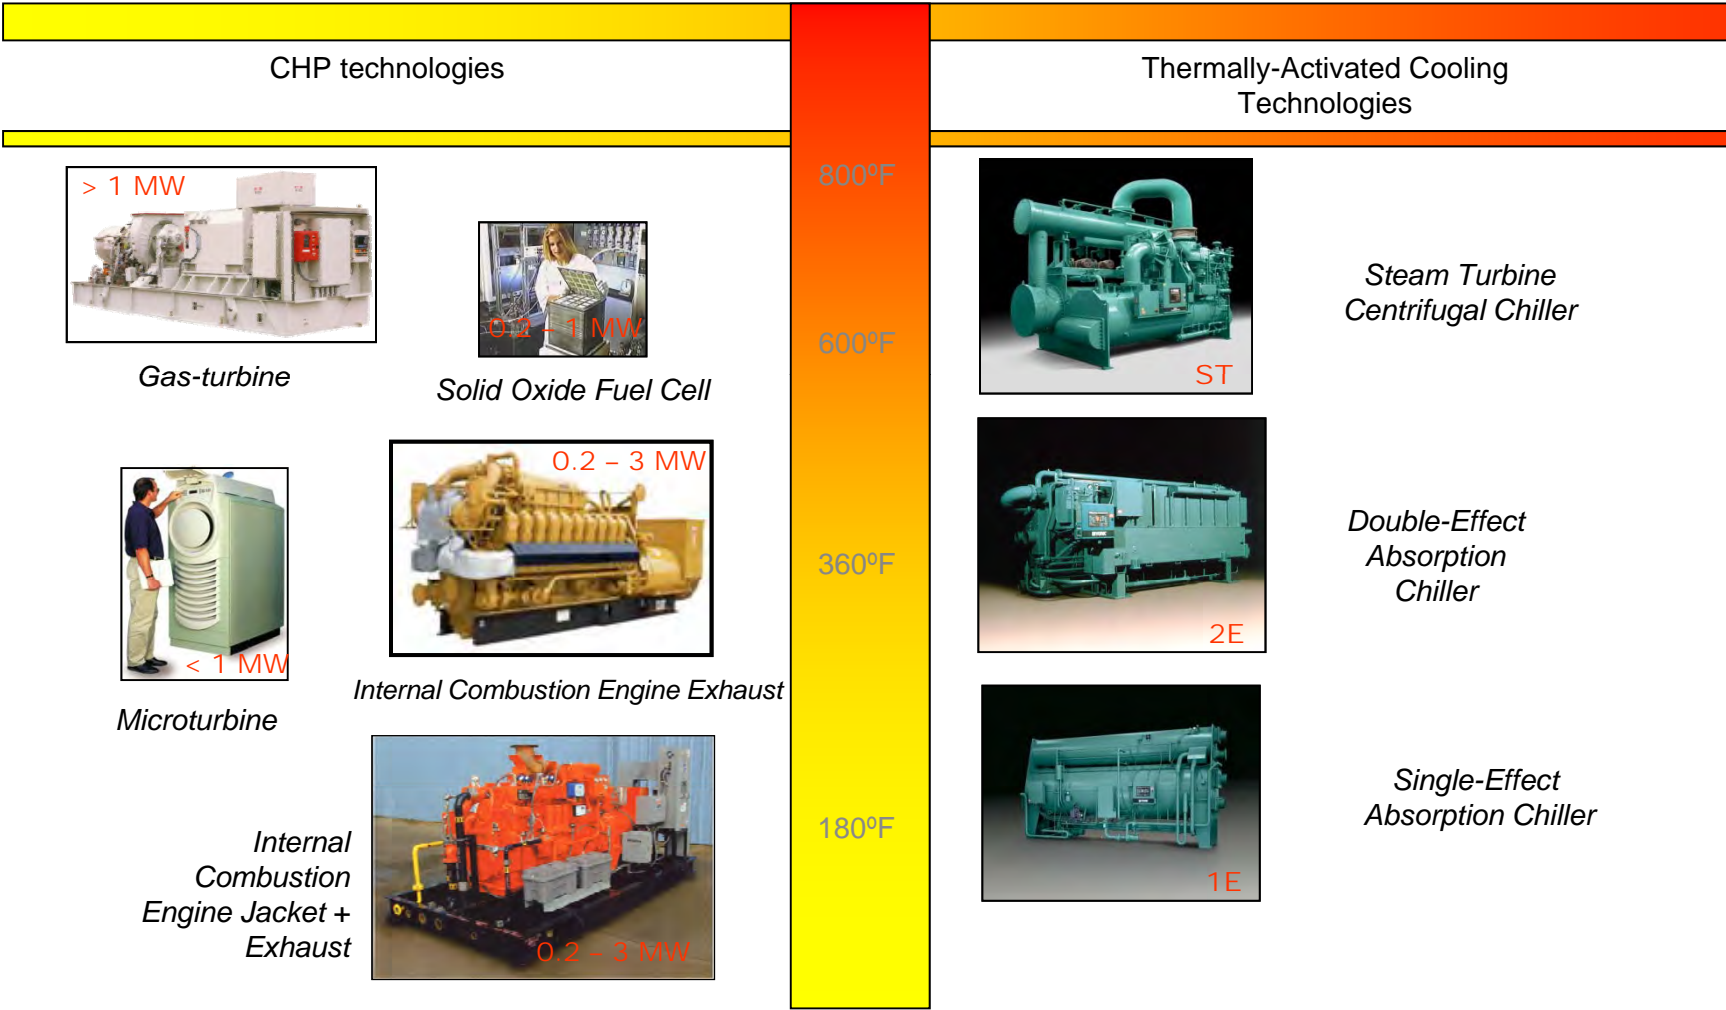 CHP technologies
Thermally-Activated Cooling
Technologies
> 1 MW
Gas-turbine
0.2 – 1 MW
Solid Oxide Fuel Cell
< 1 MW
Microturbine
0.2 – 3 MW
Internal Combustion Engine Exhaust
Internal
Combustion
Engine Jacket +
Exhaust
0.2 – 3 MW
800ºF
600ºF
360ºF
180ºF
ST
Steam Turbine
Centrifugal Chiller
2E
Double-Effect
Absorption
Chiller
1E
Single-Effect
Absorption Chiller